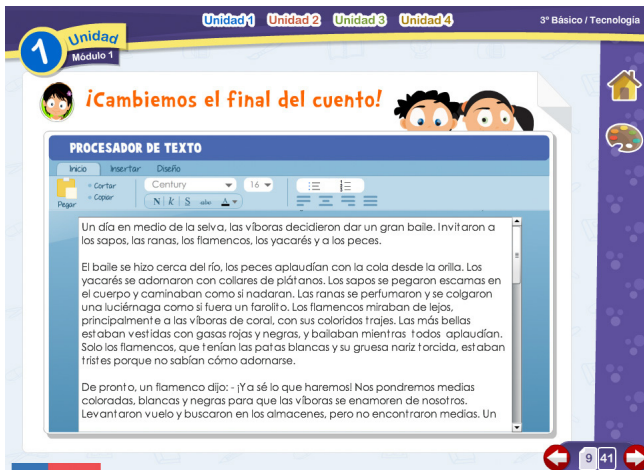 Unidad 1 Unidad 2 Unidad 3 Unidad 4
3° Básico / Tecnología
1 Unidad
Módulo 1
¡Cambiemos el final del cuento!
PROCESADOR DE TEXTO
Inicio Insertar Diseño
Pegar
Cortar
Copiar
Century 16
N k S abc A
Un día en medio de la selva, las víboras decidieron dar un gran baile. Invitaron a
los sapos, las ranas, los flamencos, los yacarés y a los peces.
El baile se hizo cerca del río, los peces aplaudían con la cola desde la orilla. Los
yacarés se adornaron con collares de plátanos. Los sapos se pegaron escamas en
el cuerpo y caminaban como si nadaran. Las ranas se perfumaron y se colgaron
una luciérnaga como si fuera un farolito. Los flamencos miraban de lejos,
principalmente a las víboras de coral, con sus coloridos trajes. Las más bellas
estaban vestidas con gasas rojas y negras, y bailaban mientras todos aplaudían.
Solo los flamencos, que tenían las patas blancas y su gruesa nariz torcida, estaban
tristes porque no sabían cómo adornarse.
De pronto, un flamenco dijo: - ¡Ya sé lo que haremos! Nos pondremos medias
coloradas, blancas y negras para que las víboras se enamoren de nosotros.
Levantaron vuelo y buscaron en los almacenes, pero no encontraron medias. Un
9 41